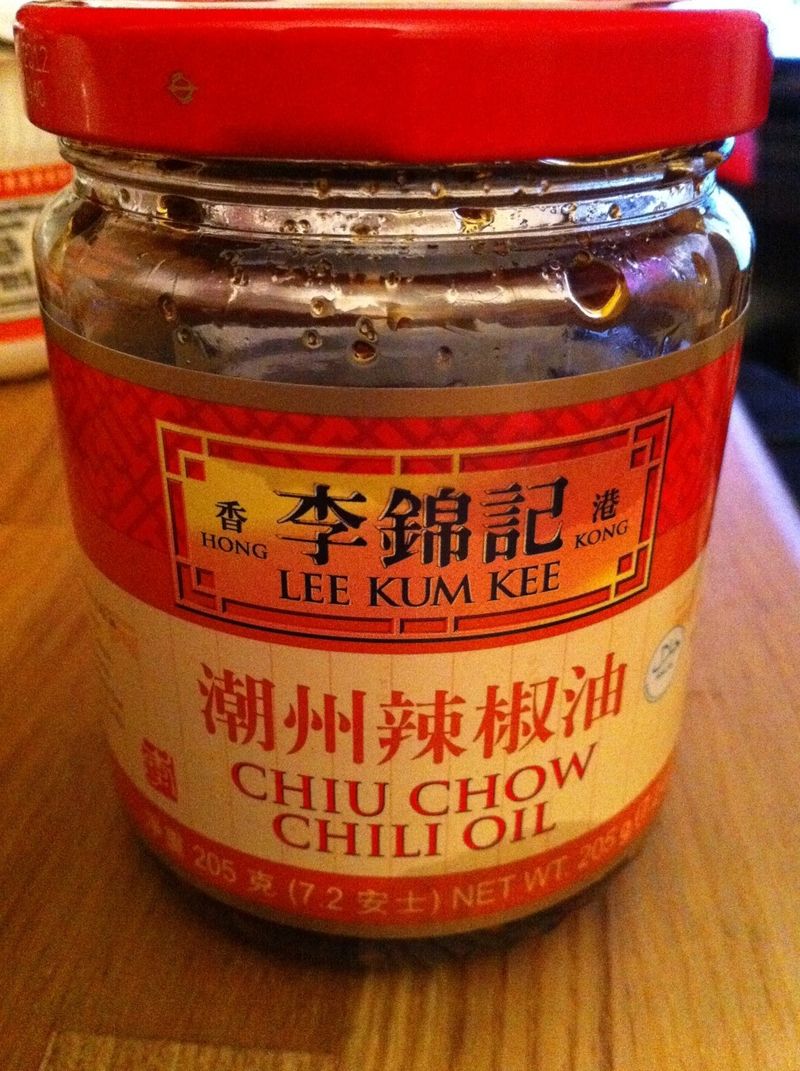 香 李錦記 港
HONG LEE KUM KEE KONG
潮州辣椒油
CHIU CHOW
CHILI OIL
205 克 (7.2 安士) NET WT. 205 g